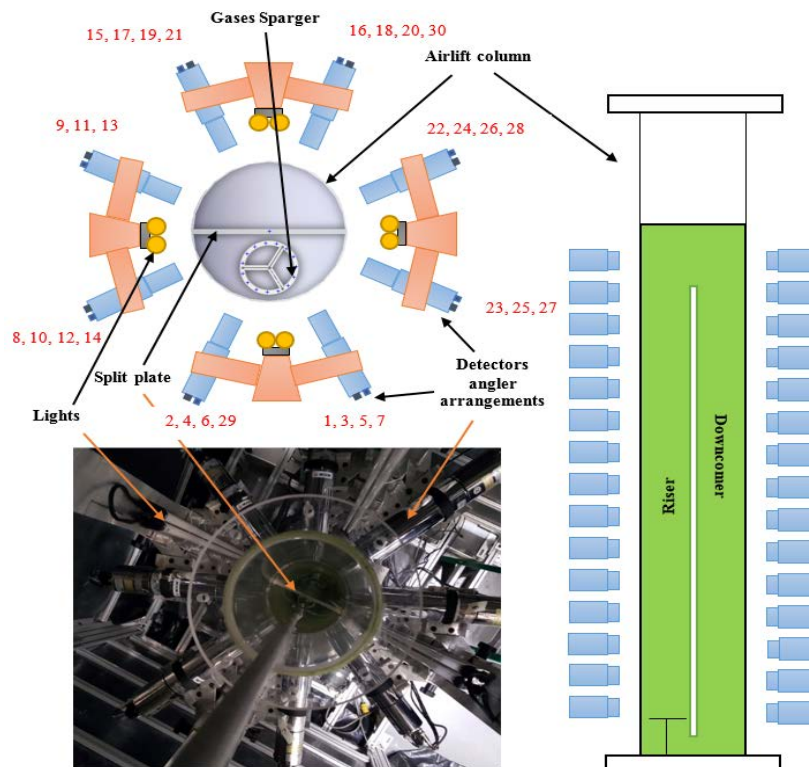 Gases Sparger
15, 17, 19, 21
16, 18, 20, 30
Airlift column
9, 11, 13
22, 24, 26, 28
8, 10, 12, 14
23, 25, 27
Split plate
Detectors
angler
arrangements
Lights
2, 4, 6, 29
1, 3, 5, 7
Riser
Downcomer